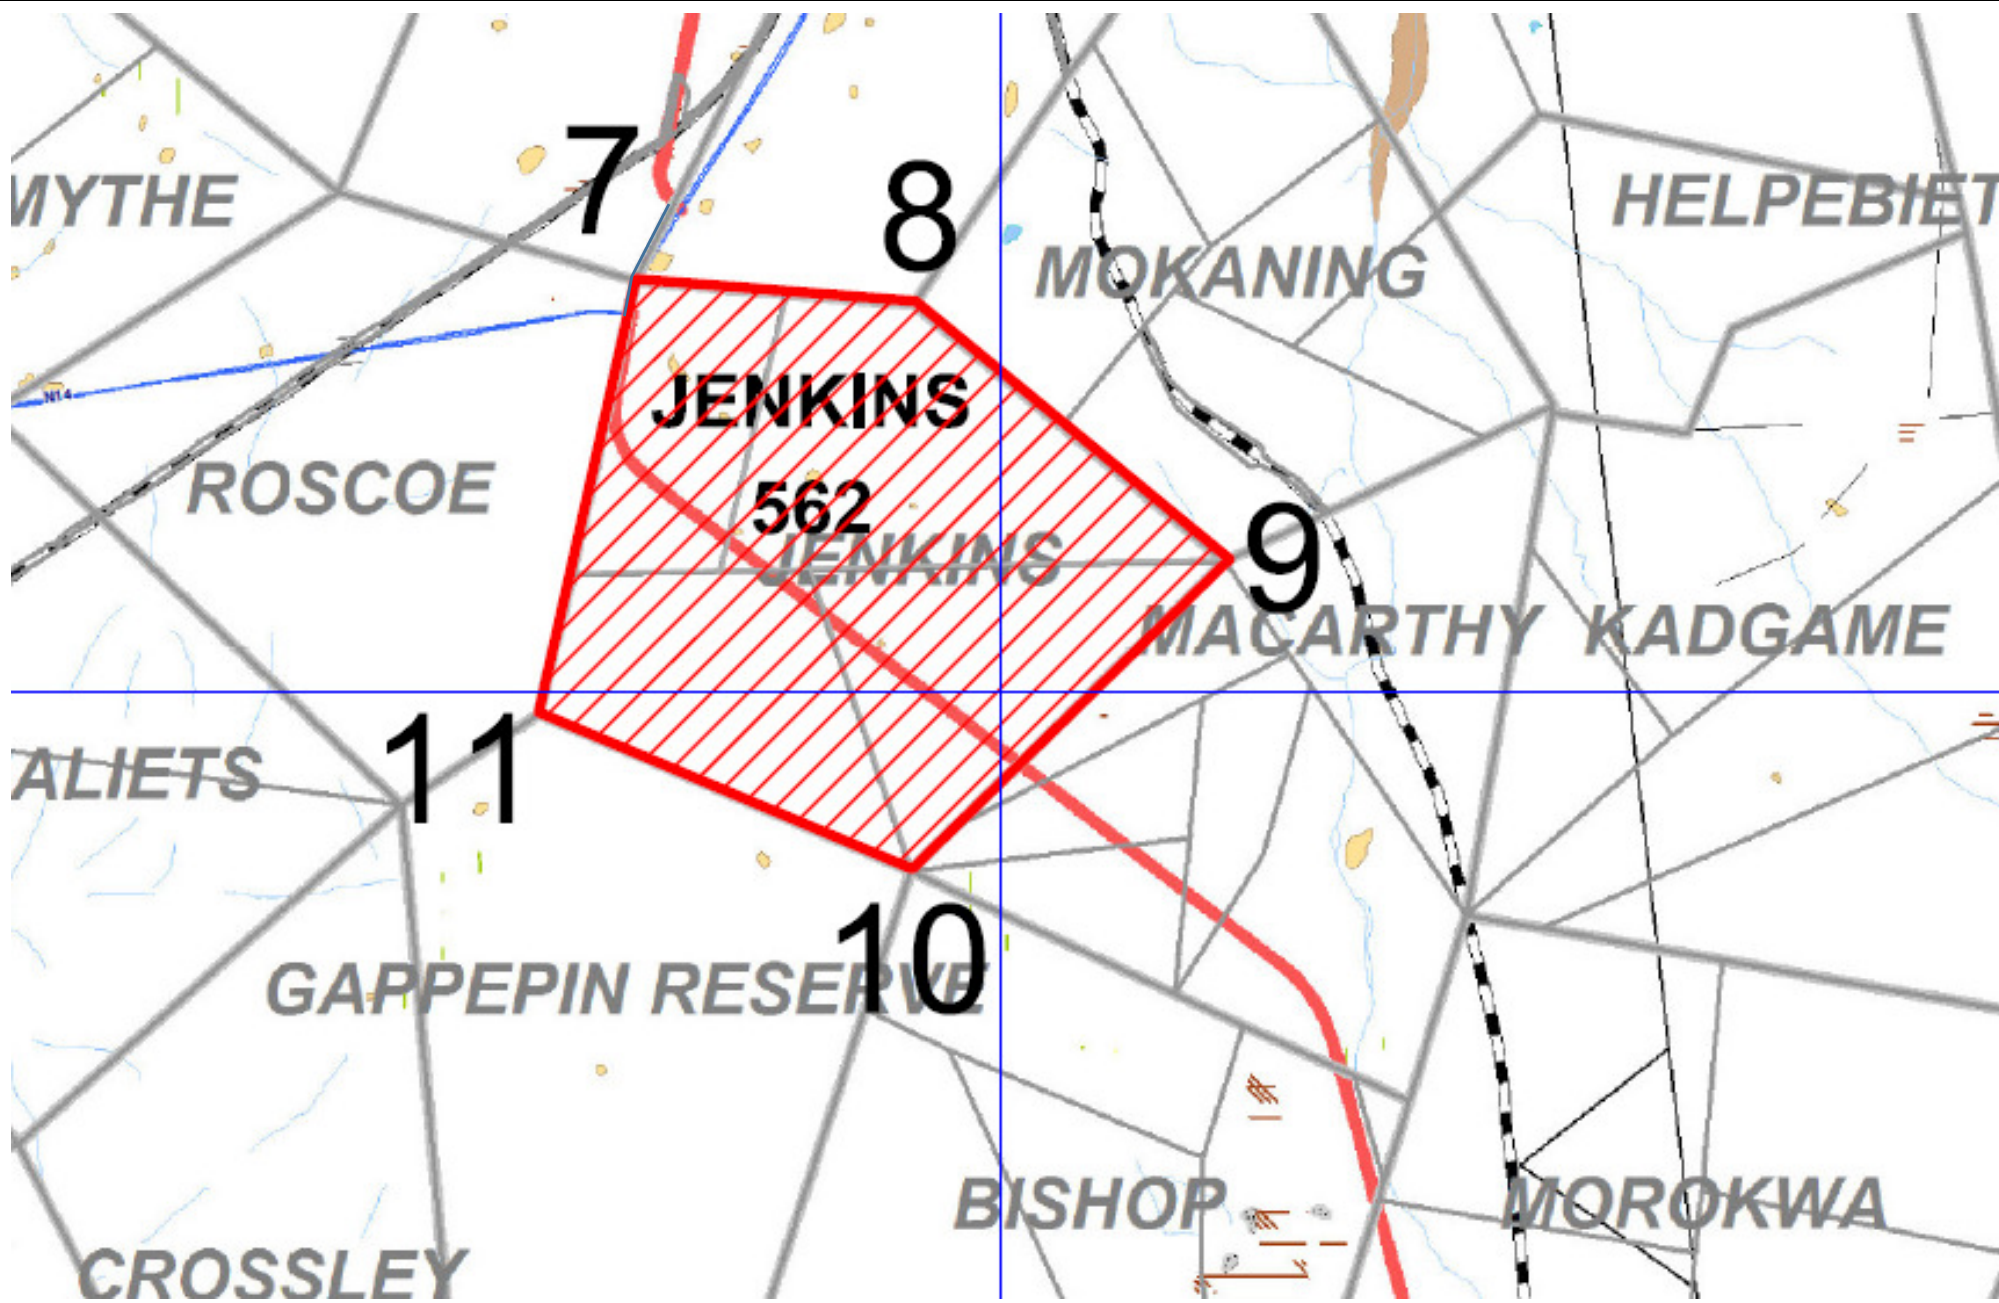 7
8
MYTHE
HELPEBIET
MOKANING
N14
JENKINS
562
ROSCOE
JENKINS
9
MACARTHY
KADGAME
11
ALIETS
10
GAPPEPIN RESERVE
BISHOP
MOROKWA
CROSSLEY